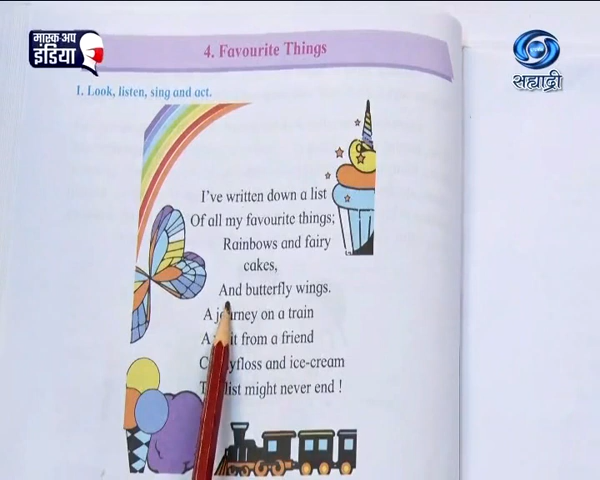 मास्क अप
इंडिया
सह्याद्री
4. Favourite Things
1. Look, listen, sing and act.
I've written down a list
Of all my favourite things;
Rainbows and fairy
cakes,
And butterfly wings.
A journey on a train
A it from a friend
and ice-cream
list might never end !